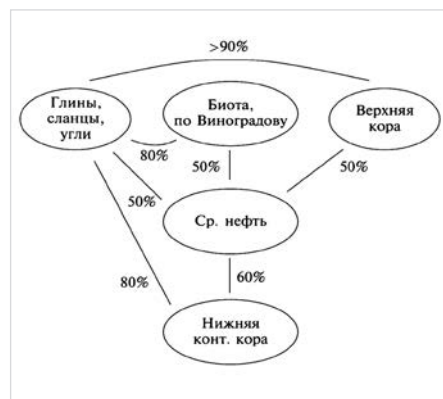 >90%
Глины,
сланцы,
угли
Биота,
по Виноградову
Верхняя
кора
80%
50%
50%
50%
Ср. нефть
80%
60%
Нижняя
конт. кора